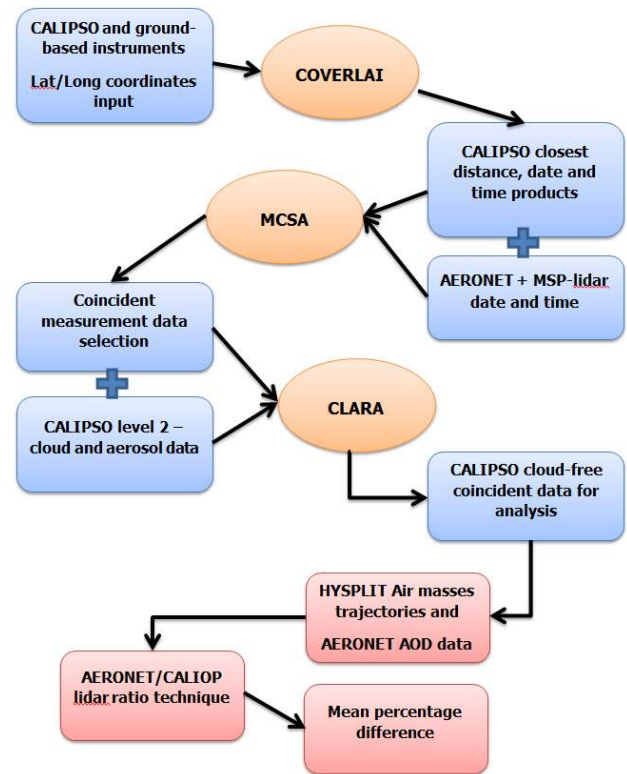 CALIPSO and ground-
based instruments
Lat/Long coordinates
input
COVERLAI
CALIPSO closest
distance, date and
time products
MCSA
AERONET + MSP-lidar
date and time
Coincident
measurement data
selection
CALIPSO level 2 –
cloud and aerosol data
CLARA
CALIPSO cloud-free
coincident data for
analysis
HYSPLIT Air masses
trajectories and
AERONET AOD data
AERONET/CALIOP
lidar ratio technique
Mean percentage
difference